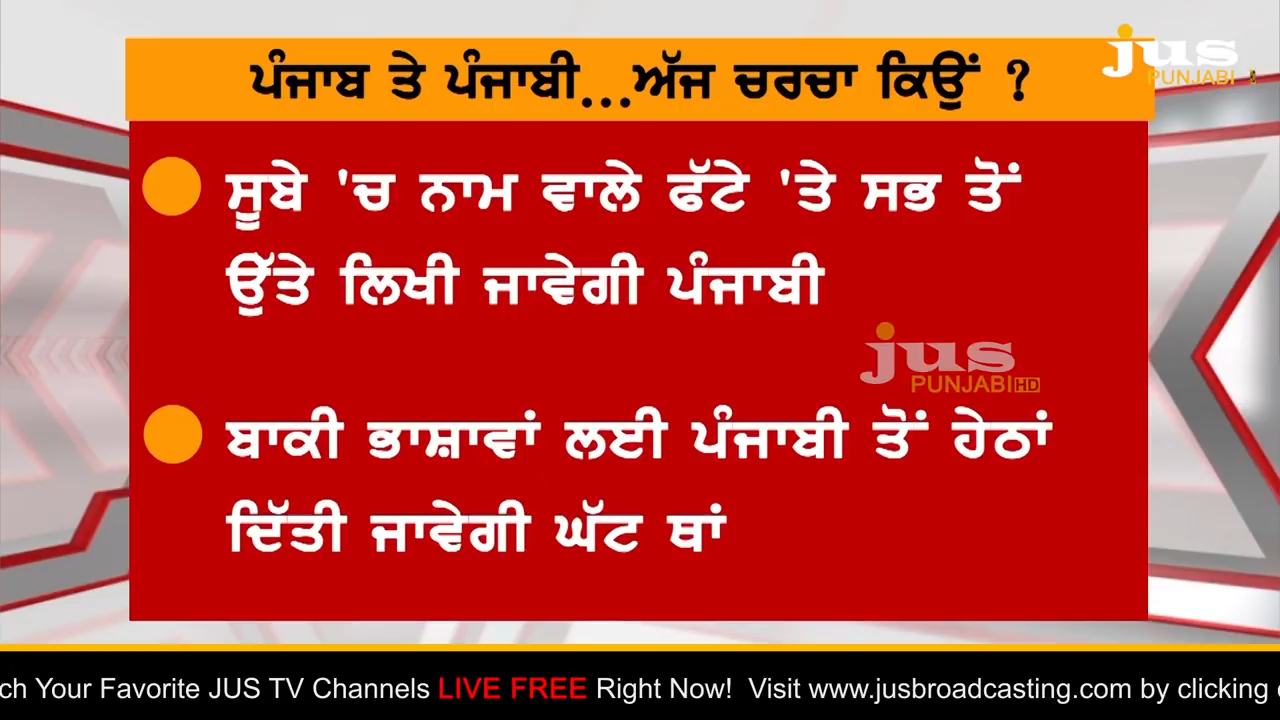 ਪੰਜਾਬ ਤੇ ਪੰਜਾਬੀ...ਅੱਜ ਚਰਚਾ ਕਿਉਂ ?
jus
PUNJABI
ਸੂਬੇ 'ਚ ਨਾਮ ਵਾਲੇ ਫੱਟੇ 'ਤੇ ਸਭ ਤੋਂ
ਉੱਤੇ ਲਿਖੀ ਜਾਵੇਗੀ ਪੰਜਾਬੀ
jus
PUNJABI HD
ਬਾਕੀ ਭਾਸ਼ਾਵਾਂ ਲਈ ਪੰਜਾਬੀ ਤੋਂ ਹੇਠਾਂ
ਦਿੱਤੀ ਜਾਵੇਗੀ ਘੱਟ ਥਾਂ
ch Your Favorite JUS TV Channels LIVE FREE Right Now! Visit www.jusbroadcasting.com by clicking